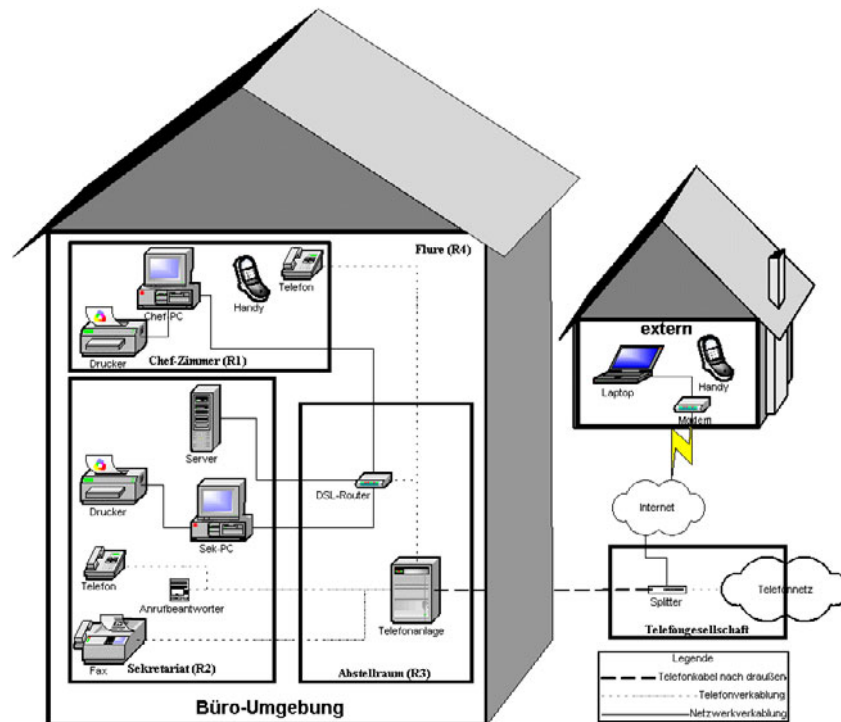 Flure (R4)
Telefon
Handy
Chef-PC
Drucker
Chef-Zimmer (R1)
extern
Laptop
Handy
Modem
Server
Drucker
DSL-Router
Sek-PC
Internet
Telefon
Anrufbeantworter
Telefonanlage
Splitter
Telefonnetz
Telefongesellschaft
Fax
Sekretariat (R2)
Abstellraum (R3)
Büro-Umgebung
Legende
Telefonkabel nach draußen
Telefonverkablung
Netzwerkverkablung